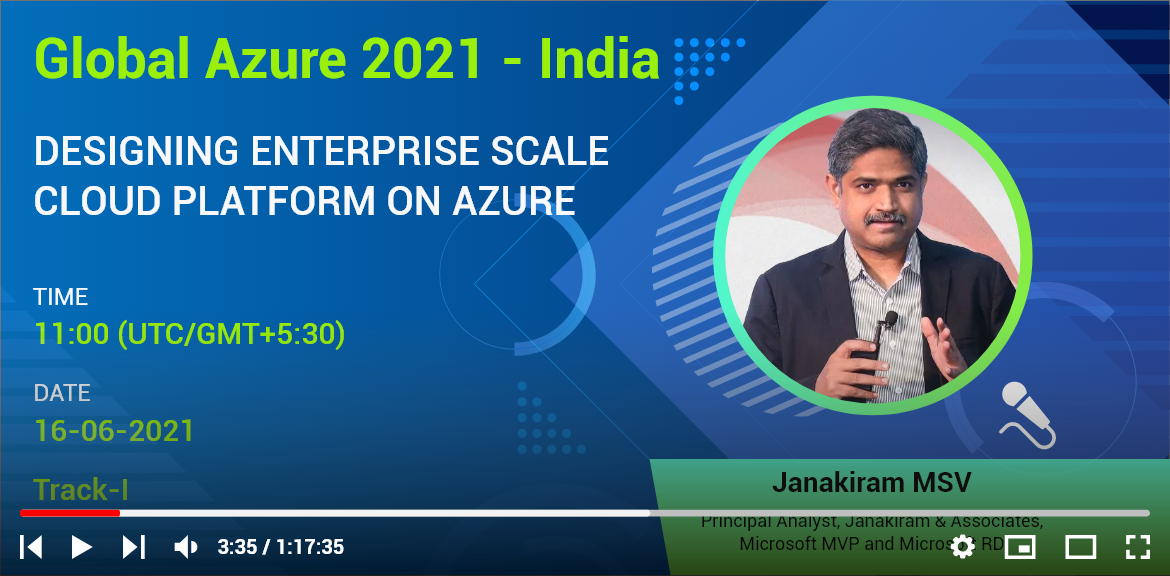 Global Azure 2021 - India
DESIGNING ENTERPRISE SCALE
CLOUD PLATFORM ON AZURE
TIME
11:00 (UTC/GMT+5:30)
DATE
16-06-2021
Track-I
Janakiram MSV
Principal Analyst, Janakiram & Associates,
Microsoft MVP and Microsoft RD
3:35 / 1:17:35